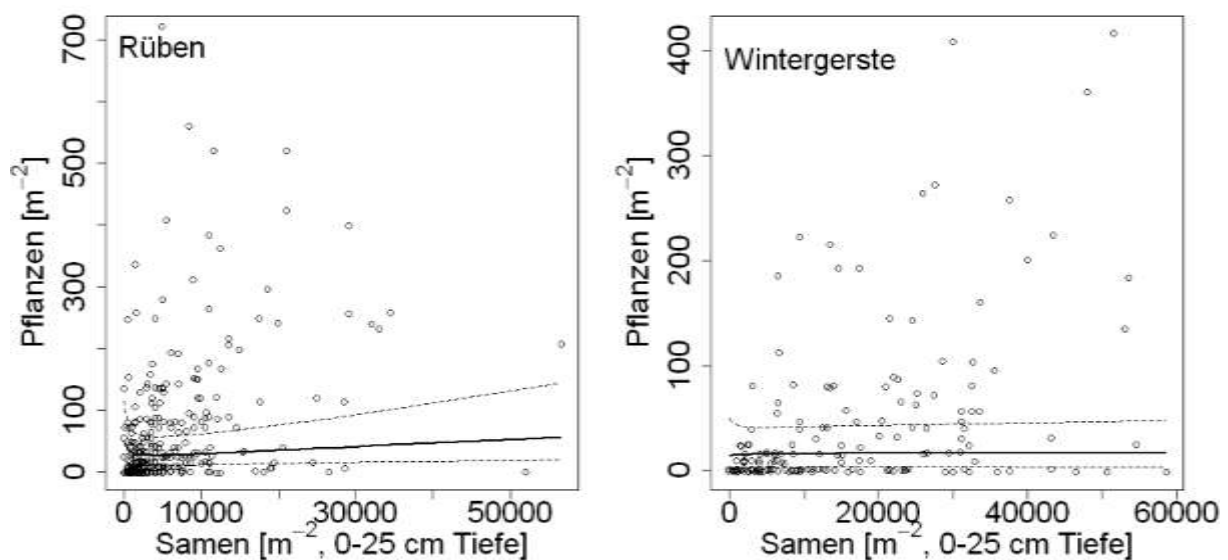 Rüben
Pflanzen [m⁻²]
700
500
300
100
0
0 10000 30000 50000
Samen [m⁻², 0-25 cm Tiefe]
Wintergerste
Pflanzen [m⁻²]
400
300
200
100
0
0 20000 40000 60000
Samen [m⁻², 0-25 cm Tiefe]